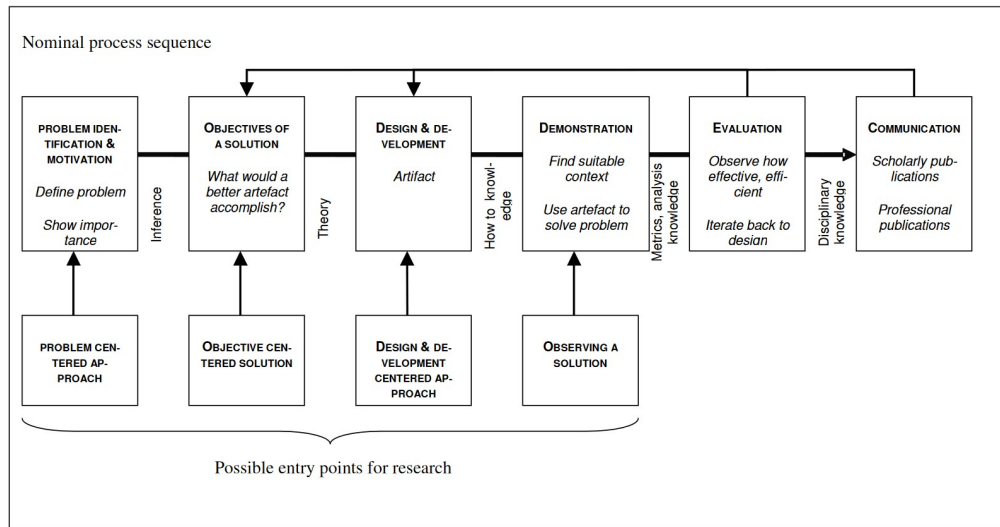 Nominal process sequence
PROBLEM IDEN-
TIFICATION &
MOTIVATION
Define problem
Show impor-
tance
Inference
OBJECTIVES OF
A SOLUTION
What would a
better artefact
accomplish?
Theory
DESIGN & DE-
VELOPMENT
Artifact
How to knowl-
edge
DEMONSTRATION
Find suitable
context
Use artefact to
solve problem
Metrics, analysis
knowledge
EVALUATION
Observe how
effective, effi-
cient
Iterate back to
design
Disciplinary
knowledge
COMMUNICATION
Scholarly pub-
lications
Professional
publications
PROBLEM CEN-
TERED AP-
PROACH
OBJECTIVE CEN-
TERED SOLUTION
DESIGN & DE-
VELOPMENT
CENTERED AP-
PROACH
OBSERVING A
SOLUTION
Possible entry points for research